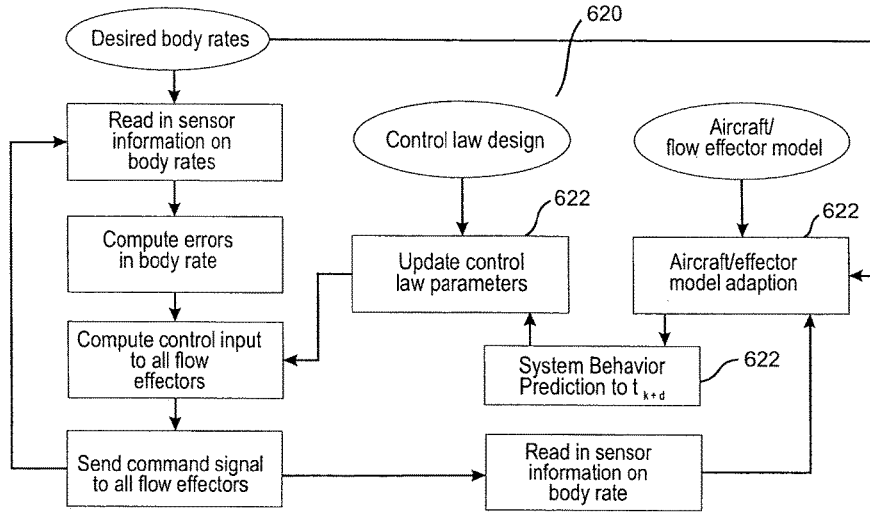 Desired body rates
620
Read in sensor
information on
body rates
Control law design
Aircraft/
flow effector model
622
622
Compute errors
in body rate
Update control
law parameters
Aircraft/effector
model adaption
Compute control input
to all flow
effectors
System Behavior
Prediction to t k+d
622
Send command signal
to all flow effectors
Read in sensor
information on
body rate